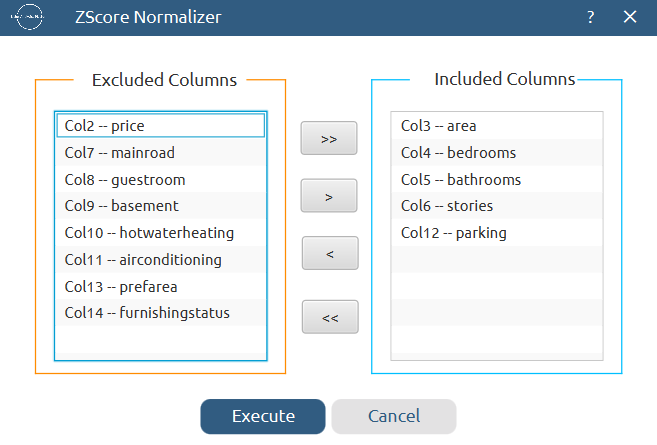 ZScore Normalizer
?
Excluded Columns
Col2 -- price
Col7 -- mainroad
Col8 -- guestroom
Col9 -- basement
Col10 -- hotwaterheating
Col11 -- airconditioning
Col13 -- prefarea
Col14 -- furnishingstatus
>>
>
<
<<
Included Columns
Col3 -- area
Col4 -- bedrooms
Col5 -- bathrooms
Col6 -- stories
Col12 -- parking
Execute
Cancel